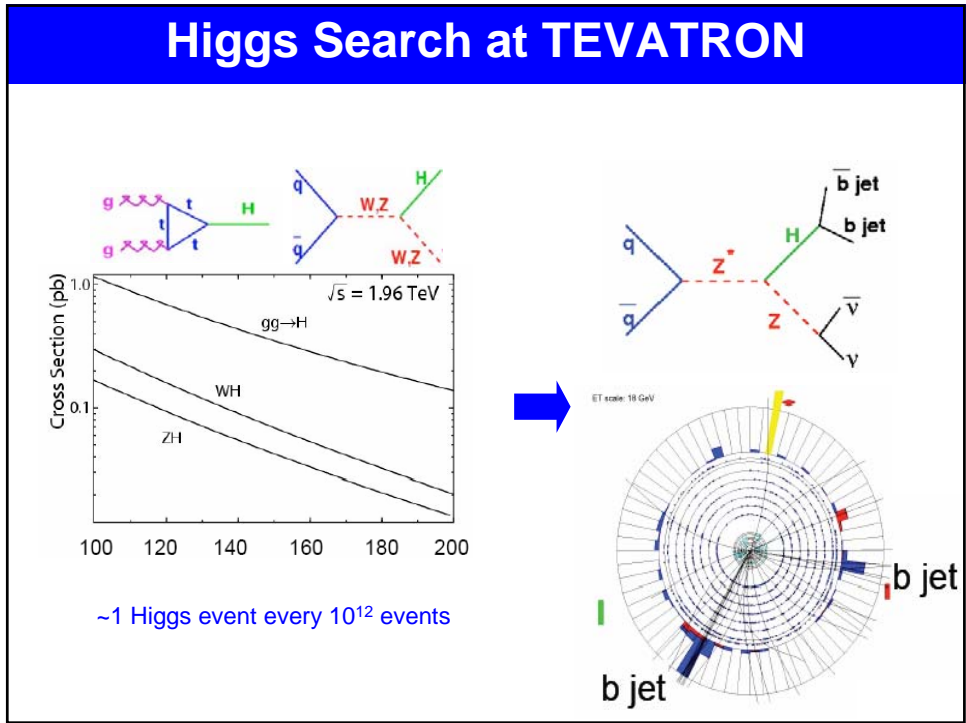 Higgs Search at TEVATRON
g
t
t
t
g
H
q
q̅
W,Z
H
W,Z
Cross Section (pb)
1.0
0.1
√s = 1.96 TeV
gg→H
WH
ZH
100 120 140 160 180 200
~1 Higgs event every 10¹² events
q
q̅
Z*
H
b̅ jet
b jet
Z
ν̅
ν
ET scale: 18 GeV
b jet
b jet